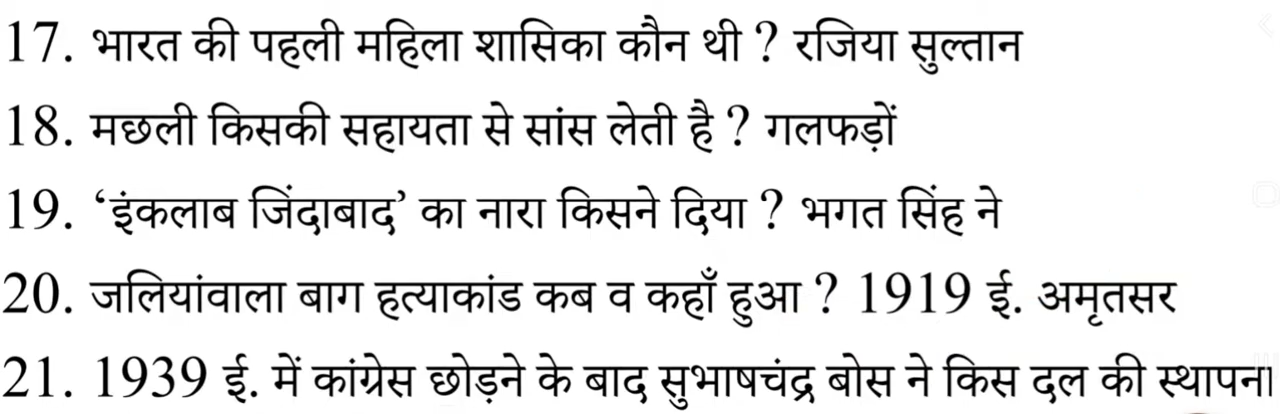 17. भारत की पहली महिला शासिका कौन थी ? रजिया सुल्तान
18. मछली किसकी सहायता से सांस लेती है ? गलफड़ों
19. ‘इंकलाब जिंदाबाद’ का नारा किसने दिया ? भगत सिंह ने
20. जलियांवाला बाग हत्याकांड कब व कहाँ हुआ ? 1919 ई. अमृतसर
21. 1939 ई. में कांग्रेस छोड़ने के बाद सुभाषचंद्र बोस ने किस दल की स्थापना